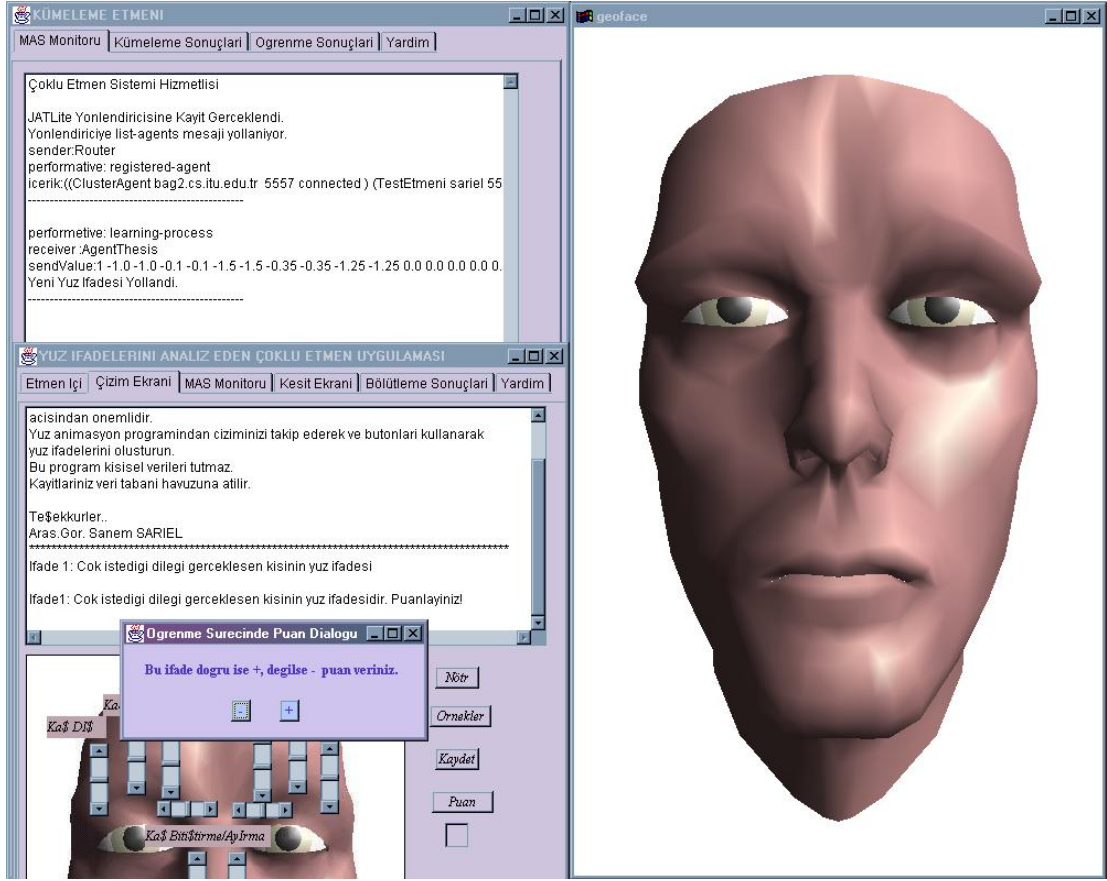 KÜMELEME ETMENI
MAS Monitoru Kümeleme Sonuçlari Ogrenme Sonuçlari Yardim
Çoklu Etmen Sistemi Hizmetlisi
JATLite Yonlendiricisine Kayit Gerceklendi.
Yonlendiriciye list-agents mesaji yollaniyor.
sender:Router
performative: registered-agent
icerik:((ClusterAgent bag2.cs.itu.edu.tr 5557 connected ) (TestEtmeni sariel 55
------------------------------------------------
performetive: learning-process
receiver :AgentThesis
sendValue:1 -1.0 -1.0 -0.1 -0.1 -1.5 -1.5 -0.35 -0.35 -1.25 -1.25 0.0 0.0 0.0 0.0 0.
Yeni Yuz Ifadesi Yollandi.
------------------------------------------------
YUZ IFADELERINI ANALIZ EDEN ÇOKLU ETMEN UYGULAMASI
Etmen Içi Çizim Ekrani MAS Monitoru Kesit Ekrani Bölütleme Sonuçlari Yardim
acisindan onemlidir.
Yuz animasyon programindan ciziminizi takip ederek ve butonlari kullanarak
yuz ifadelerini olusturun.
Bu program kisisel verileri tutmaz.
Kayitlariniz veri tabani havuzuna atilir.
Te$ekkurler..
Aras.Gor. Sanem SARIEL
************************************************************************************************
Ifade 1: Cok istedigi dilegi gerceklesen kisinin yuz ifadesi
Ifade1: Cok istedigi dilegi gerceklesen kisinin yuz ifadesidir. Puanlayiniz!
Ogrenme Surecinde Puan Dialogu
Bu ifade dogru ise +, degilse - puan veriniz.
- +
Ka$ DI$
Ka$ Biti$tirme/AyIrma
Nötr
Ornekler
Kaydet
Puan
geoface